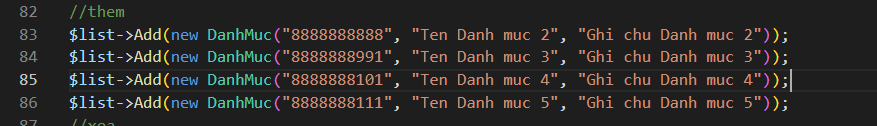 82 //them
83 $list->Add(new DanhMuc("8888888888", "Ten Danh muc 2", "Ghi chu Danh muc 2"));
84 $list->Add(new DanhMuc("8888888991", "Ten Danh muc 3", "Ghi chu Danh muc 3"));
85 $list->Add(new DanhMuc("8888888101", "Ten Danh muc 4", "Ghi chu Danh muc 4"));
86 $list->Add(new DanhMuc("8888888111", "Ten Danh muc 5", "Ghi chu Danh muc 5"));
87 //xoa